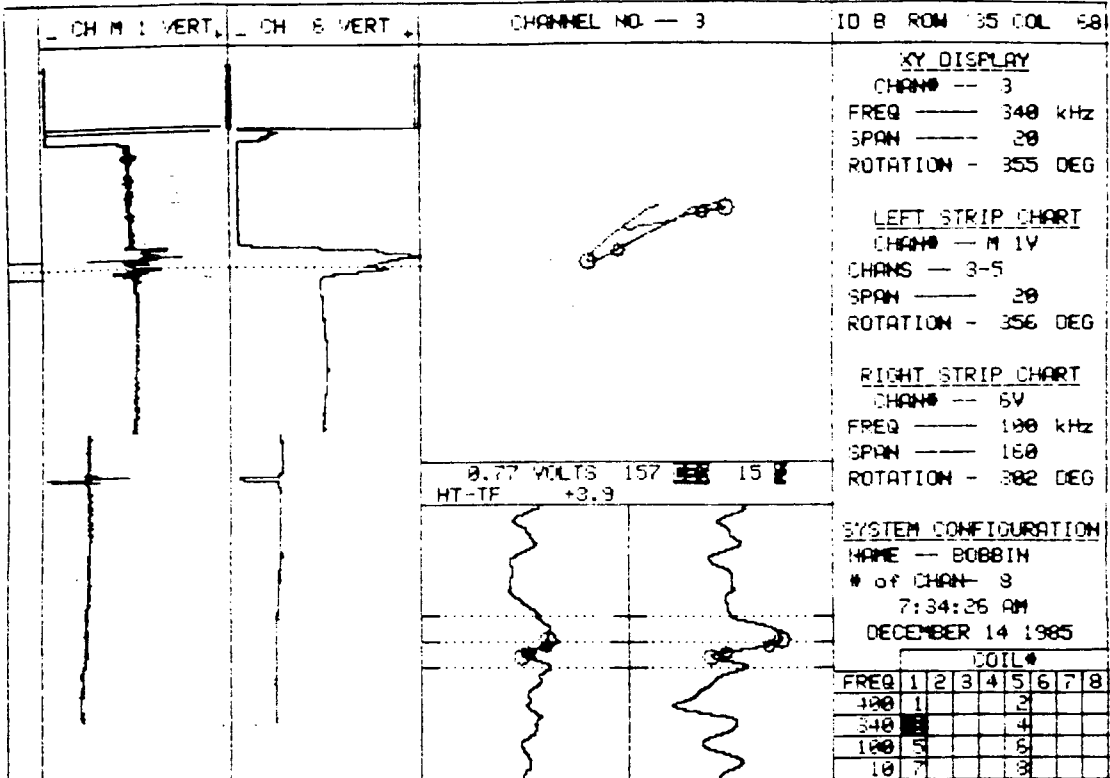 _ CH M 1 VERT + _ CH 6 VERT + CHANNEL NO — 3 ID B ROW 35 COL 68
XY DISPLAY
CHAN# -- 3
FREQ —— 340 kHz
SPAN —— 20
ROTATION - 355 DEG
LEFT STRIP CHART
CHAN# -- M 1V
CHANS -- 3-5
SPAN —— 20
ROTATION - 356 DEG
RIGHT STRIP CHART
CHAN# -- 6V
FREQ —— 100 kHz
SPAN —— 160
ROTATION - 302 DEG
0.77 VOLTS 157 DEG 15
HT-TF +3.9
SYSTEM CONFIGURATION
NAME -- BOBBIN
# of CHAN- 8
7:34:26 AM
DECEMBER 14 1985
COIL#
FREQ 1 2 3 4 5 6 7 8
400 1 2
340 4
100 5 6
10 7 8